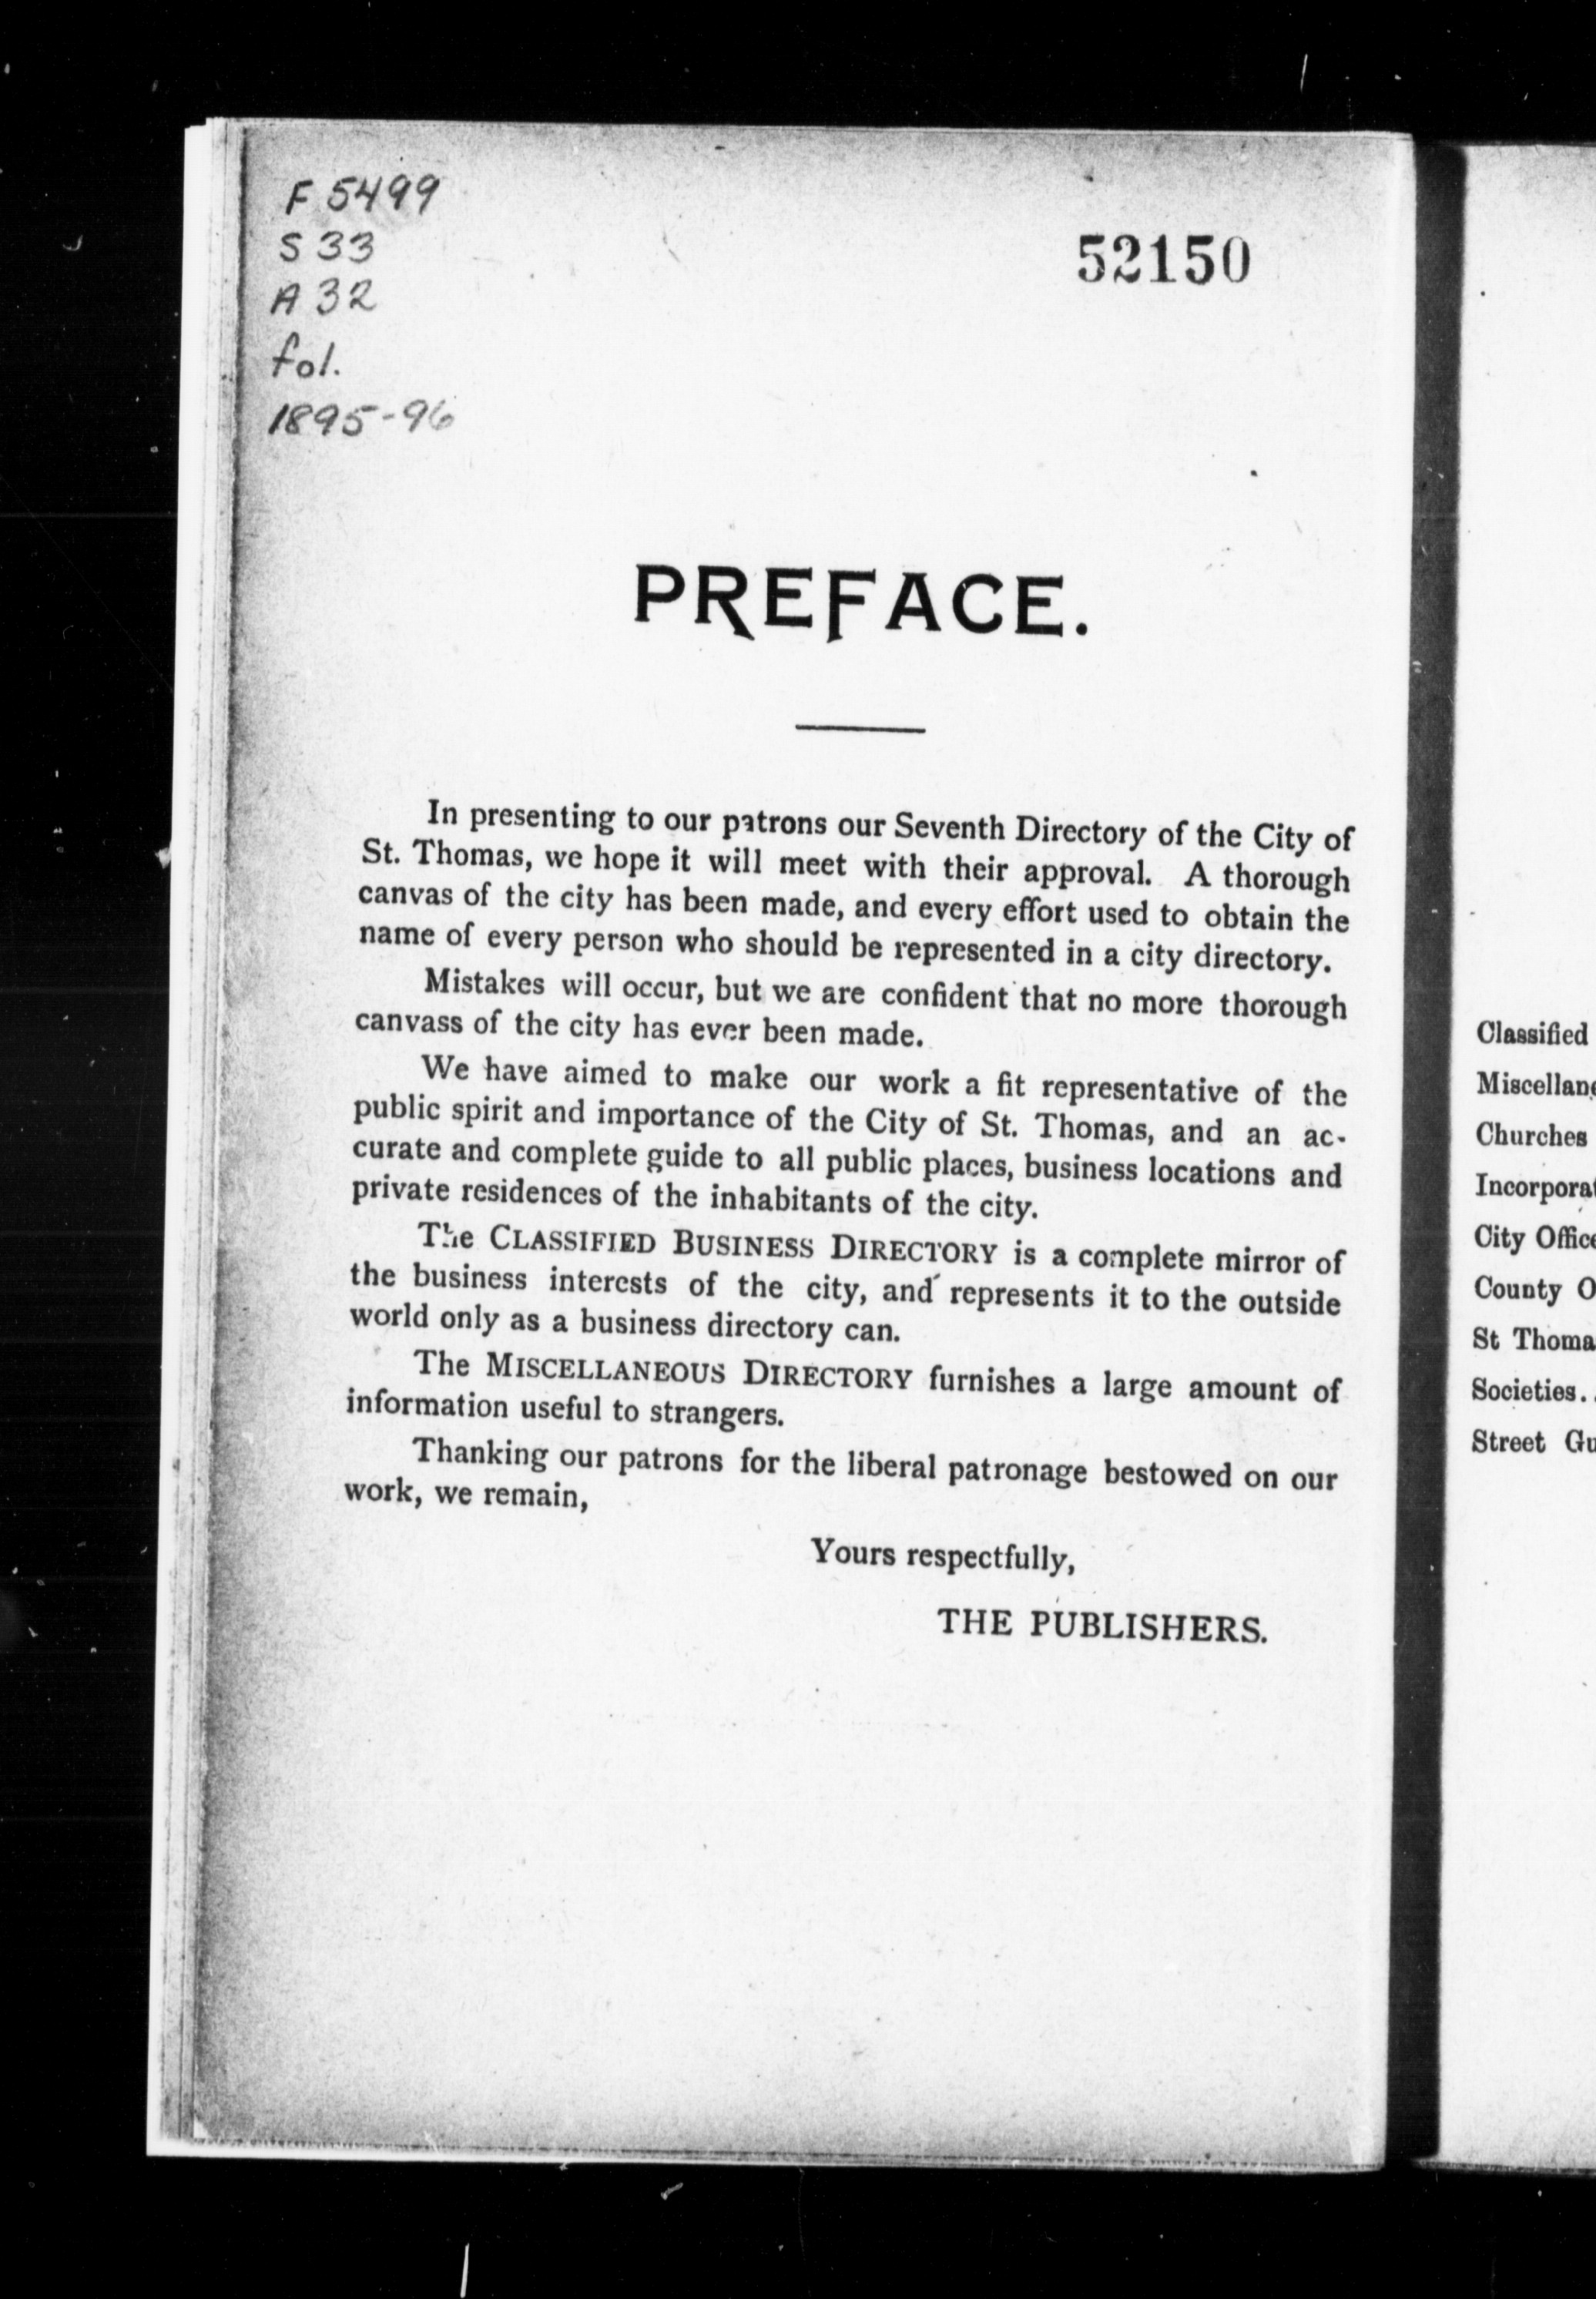 F 5499
S 33
A 32
fol.
1895-96
52150
PREFACE.
In presenting to our patrons our Seventh Directory of the City of
St. Thomas, we hope it will meet with their approval. A thorough
canvas of the city has been made, and every effort used to obtain the
name of every person who should be represented in a city directory.
Mistakes will occur, but we are confident that no more thorough
canvass of the city has ever been made.
We have aimed to make our work a fit representative of the
public spirit and importance of the City of St. Thomas, and an ac-
curate and complete guide to all public places, business locations and
private residences of the inhabitants of the city.
The CLASSIFIED BUSINESS DIRECTORY is a complete mirror of
the business interests of the city, and represents it to the outside
world only as a business directory can.
The MISCELLANEOUS DIRECTORY furnishes a large amount of
information useful to strangers.
Thanking our patrons for the liberal patronage bestowed on our
work, we remain,
Yours respectfully,
THE PUBLISHERS.
Classified
Miscellane
Churches
Incorporat
City Office
County O
St Thoma
Societies.
Street Gu